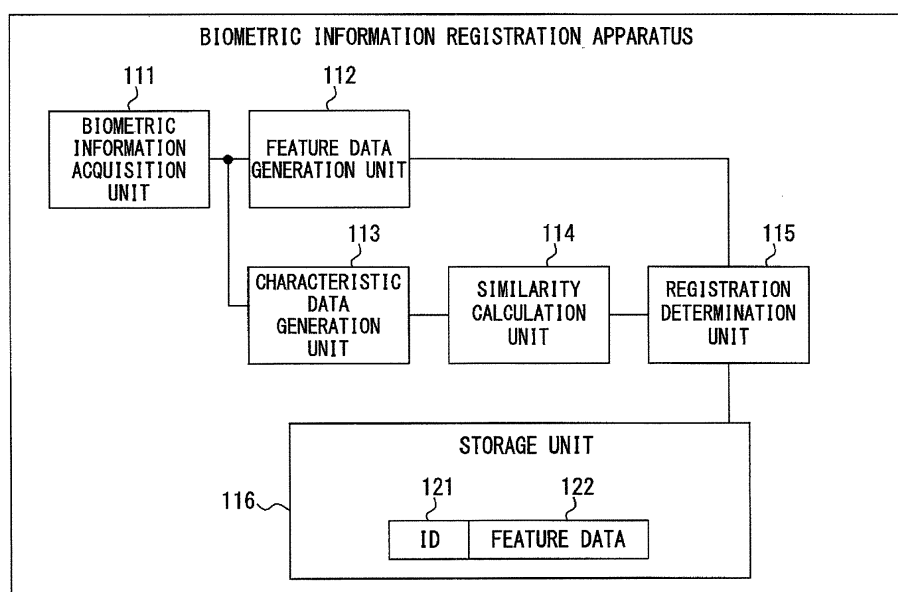 BIOMETRIC INFORMATION REGISTRATION APPARATUS
111
BIOMETRIC
INFORMATION
ACQUISITION
UNIT
112
FEATURE DATA
GENERATION UNIT
113
CHARACTERISTIC
DATA
GENERATION
UNIT
114
SIMILARITY
CALCULATION
UNIT
115
REGISTRATION
DETERMINATION
UNIT
STORAGE UNIT
116
121
ID
122
FEATURE DATA